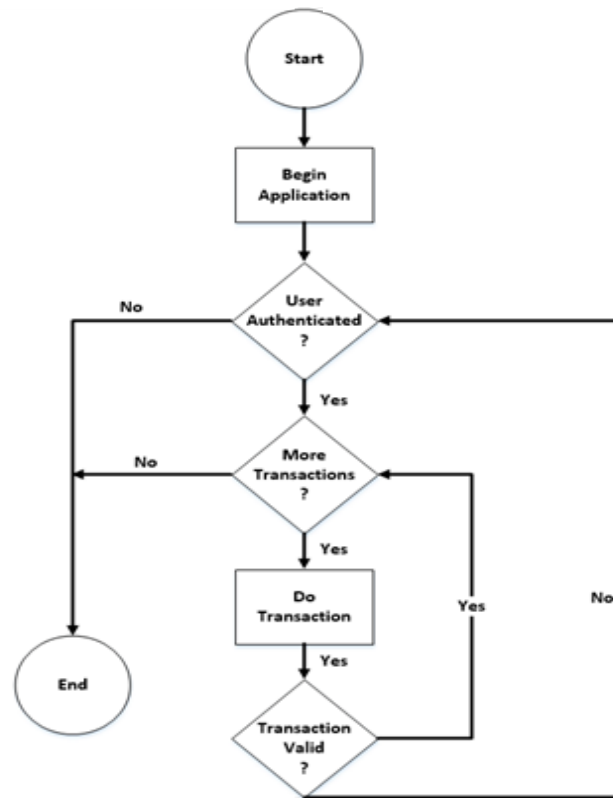 Start
Begin
Application
User
Authenticated
?
No
Yes
More
Transactions
?
No
Yes
Do
Transaction
Yes
No
Yes
End
Transaction
Valid
?